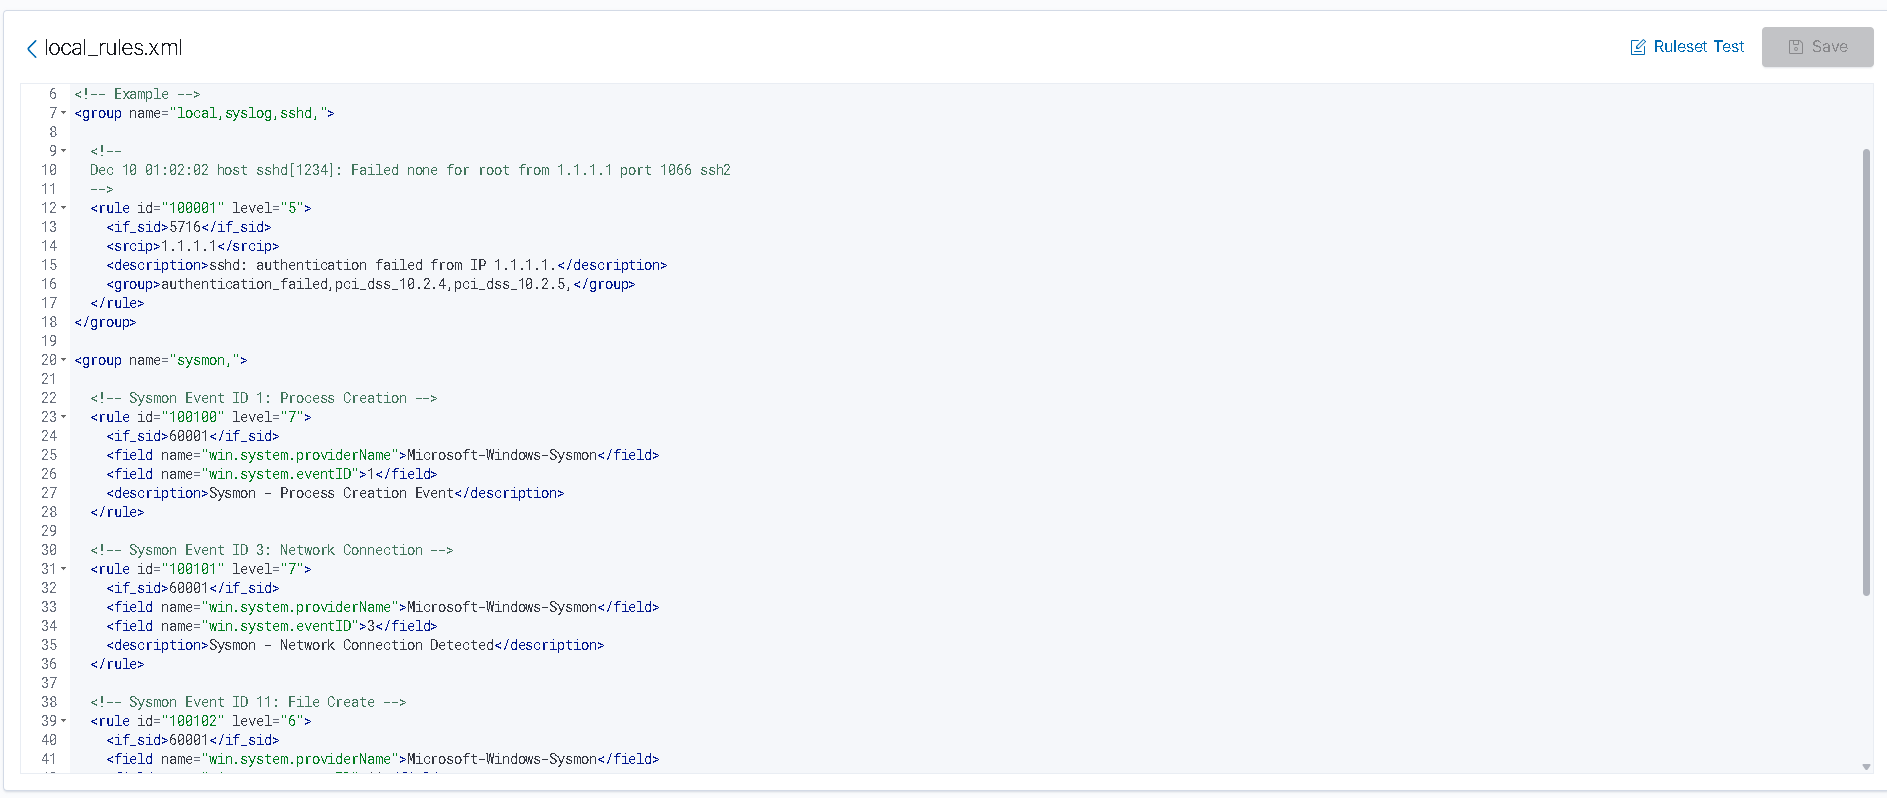 local_rules.xml
Ruleset Test
Save
6 <!-- Example -->
7 <group name="local,syslog,sshd,">
8
9 <!--
10 Dec 10 01:02:02 host sshd[1234]: Failed none for root from 1.1.1.1 port 1066 ssh2
11 -->
12 <rule id="100001" level="5">
13 <if_sid>5716</if_sid>
14 <srcip>1.1.1.1</srcip>
15 <description>sshd: authentication failed from IP 1.1.1.1.</description>
16 <group>authentication_failed,pci_dss_10.2.4,pci_dss_10.2.5,</group>
17 </rule>
18 </group>
19
20 <group name="sysmon,">
21
22 <!-- Sysmon Event ID 1: Process Creation -->
23 <rule id="100100" level="7">
24 <if_sid>60001</if_sid>
25 <field name="win.system.providerName">Microsoft-Windows-Sysmon</field>
26 <field name="win.system.eventID">1</field>
27 <description>Sysmon - Process Creation Event</description>
28 </rule>
29
30 <!-- Sysmon Event ID 3: Network Connection -->
31 <rule id="100101" level="7">
32 <if_sid>60001</if_sid>
33 <field name="win.system.providerName">Microsoft-Windows-Sysmon</field>
34 <field name="win.system.eventID">3</field>
35 <description>Sysmon - Network Connection Detected</description>
36 </rule>
37
38 <!-- Sysmon Event ID 11: File Create -->
39 <rule id="100102" level="6">
40 <if_sid>60001</if_sid>
41 <field name="win.system.providerName">Microsoft-Windows-Sysmon</field>